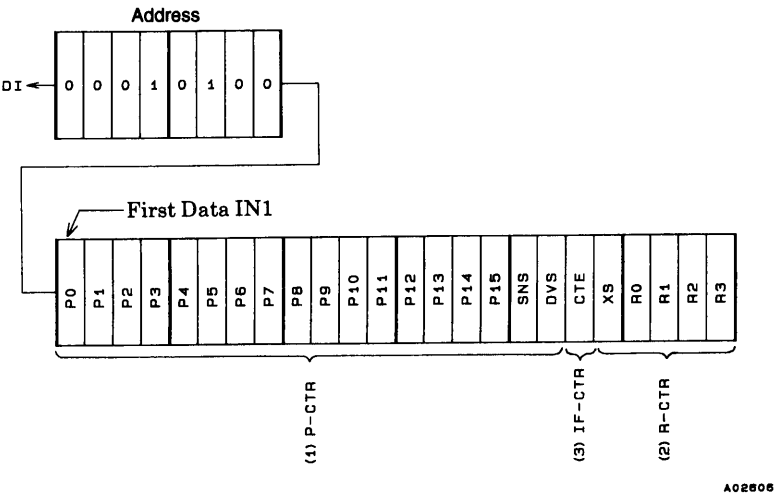 Address
DI 0 0 0 1 0 1 0 0
First Data IN1
P0 P1 P2 P3 P4 P5 P6 P7 P8 P9 P10 P11 P12 P13 P14 P15 SNS DVS CTE XS R0 R1 R2 R3
(1) P-CTR
(3) IF-CTR
(2) R-CTR
A02606